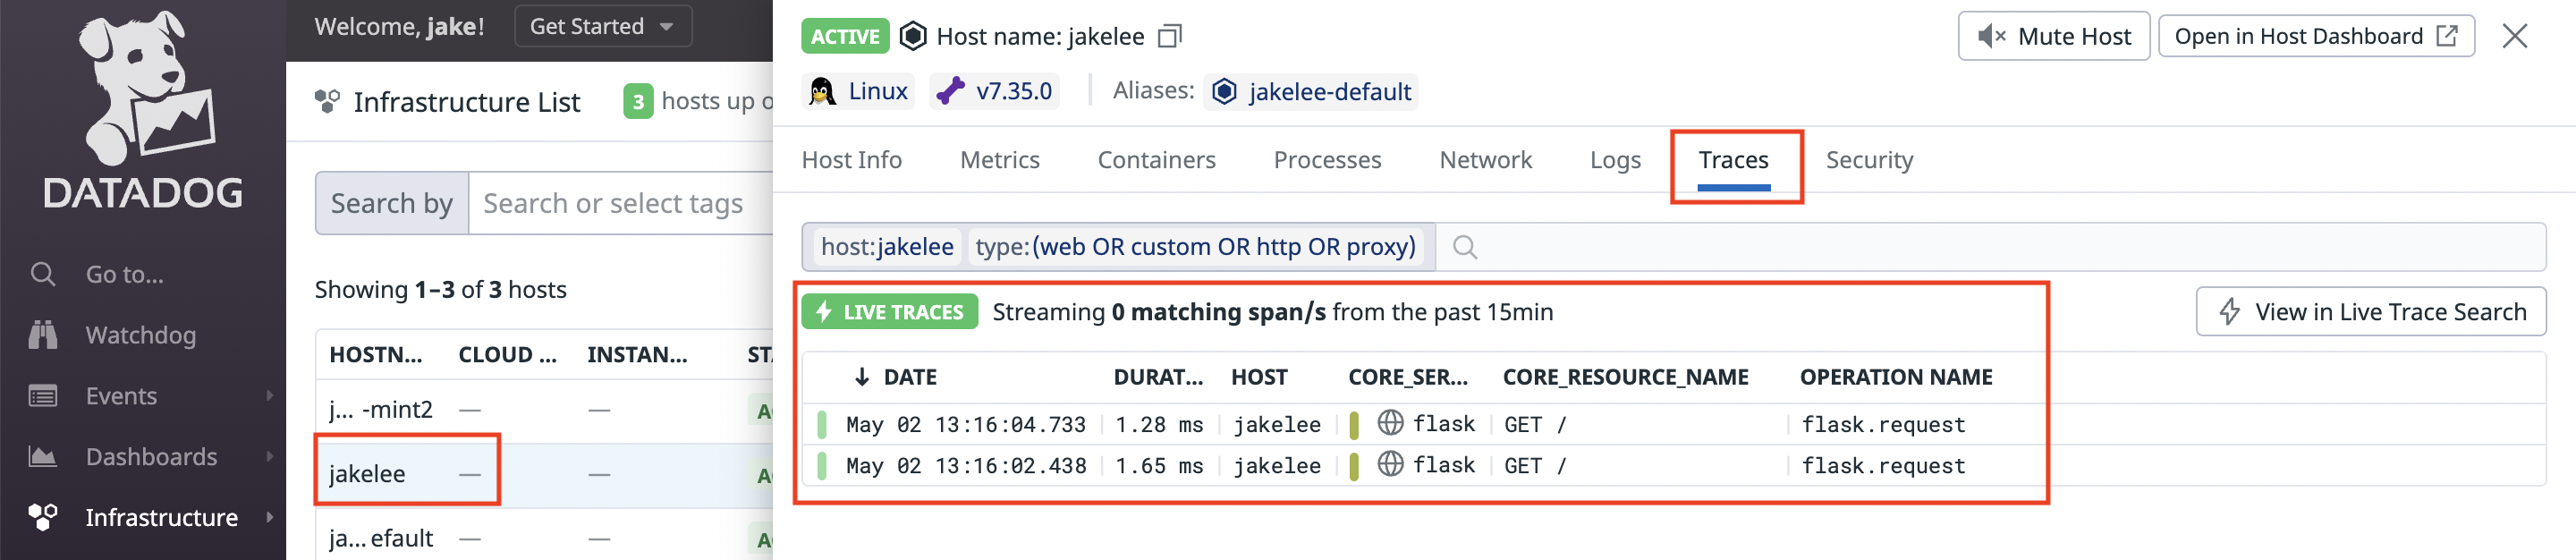 DATADOG
Go to...
Watchdog
Events
Dashboards
Infrastructure
Welcome, jake!
Get Started
Infrastructure List
3 hosts up o
Search by Search or select tags
Showing 1–3 of 3 hosts
HOSTN... CLOUD ... INSTAN... STA
j... -mint2 — — AC
jakelee — — AC
ja... efault — — AC
ACTIVE Host name: jakelee
Mute Host
Open in Host Dashboard
Linux v7.35.0 Aliases: jakelee-default
Host Info Metrics Containers Processes Network Logs Traces Security
host:jakelee type:(web OR custom OR http OR proxy)
LIVE TRACES Streaming 0 matching span/s from the past 15min
View in Live Trace Search
DATE DURAT... HOST CORE_SER... CORE_RESOURCE_NAME OPERATION NAME
May 02 13:16:04.733 1.28 ms jakelee flask GET / flask.request
May 02 13:16:02.438 1.65 ms jakelee flask GET / flask.request